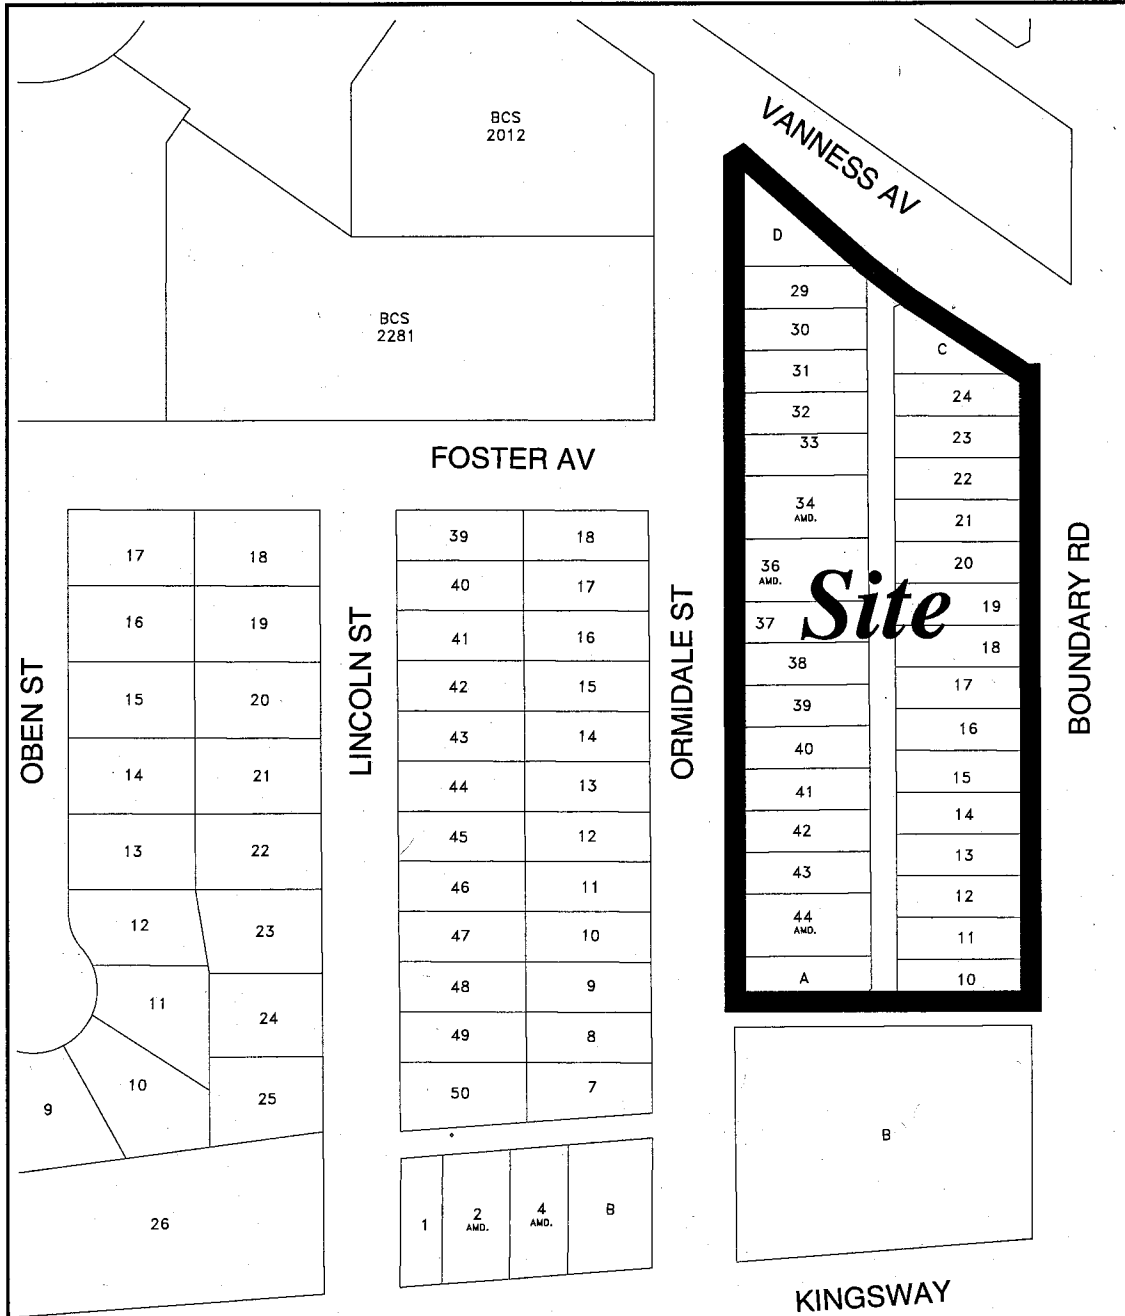 BCS
2012
BCS
2281
VANNESS AV
FOSTER AV
OBEN ST
LINCOLN ST
ORMIDALE ST
BOUNDARY RD
KINGSWAY
Site
17 18
16 19
15 20
14 21
13 22
12 23
11 24
10 25
9
26
39 18
40 17
41 16
42 15
43 14
44 13
45 12
46 11
47 10
48 9
49 8
50 7
1
2
AMD.
4
AMD.
B
D
29
30
31
32
33
34
AMD.
36
AMD.
37
38
39
40
41
42
43
44
AMD.
A
C
24
23
22
21
20
19
18
17
16
15
14
13
12
11
10
B